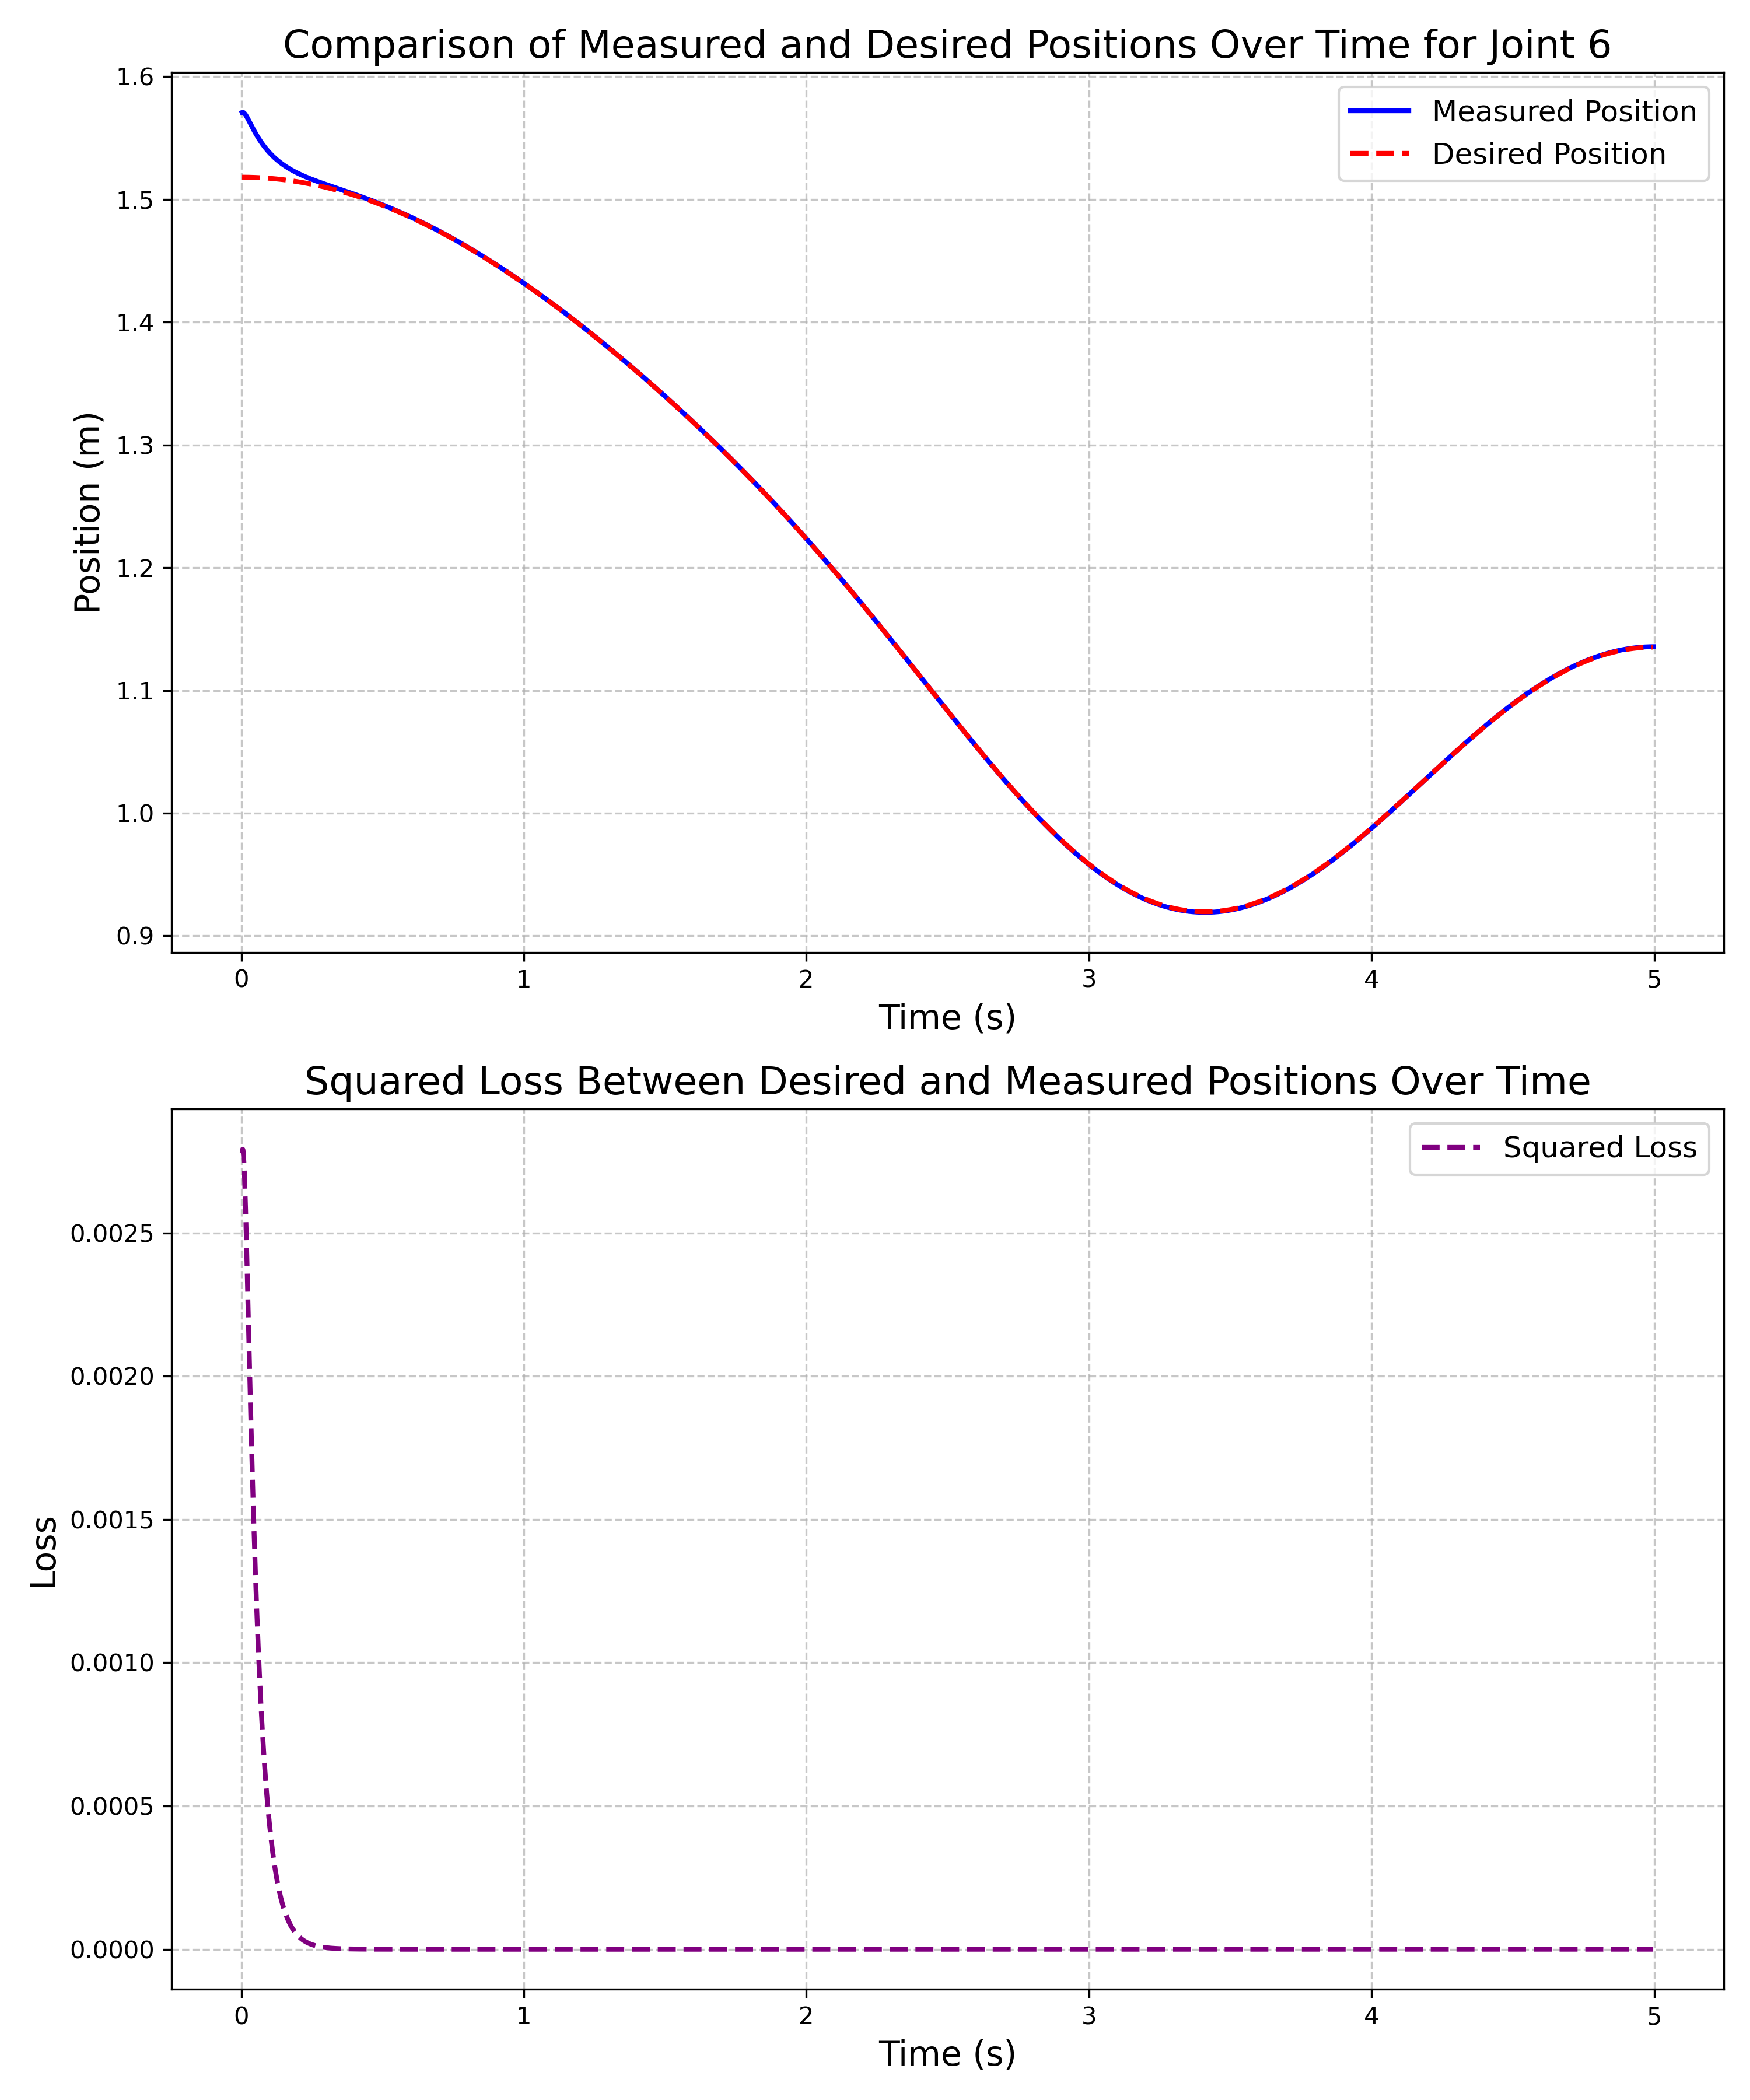 Comparison of Measured and Desired Positions Over Time for Joint 6
Measured Position
Desired Position
Position (m)
1.6
1.5
1.4
1.3
1.2
1.1
1.0
0.9
0 1 2 3 4 5
Time (s)
Squared Loss Between Desired and Measured Positions Over Time
Squared Loss
Loss
0.0025
0.0020
0.0015
0.0010
0.0005
0.0000
0 1 2 3 4 5
Time (s)